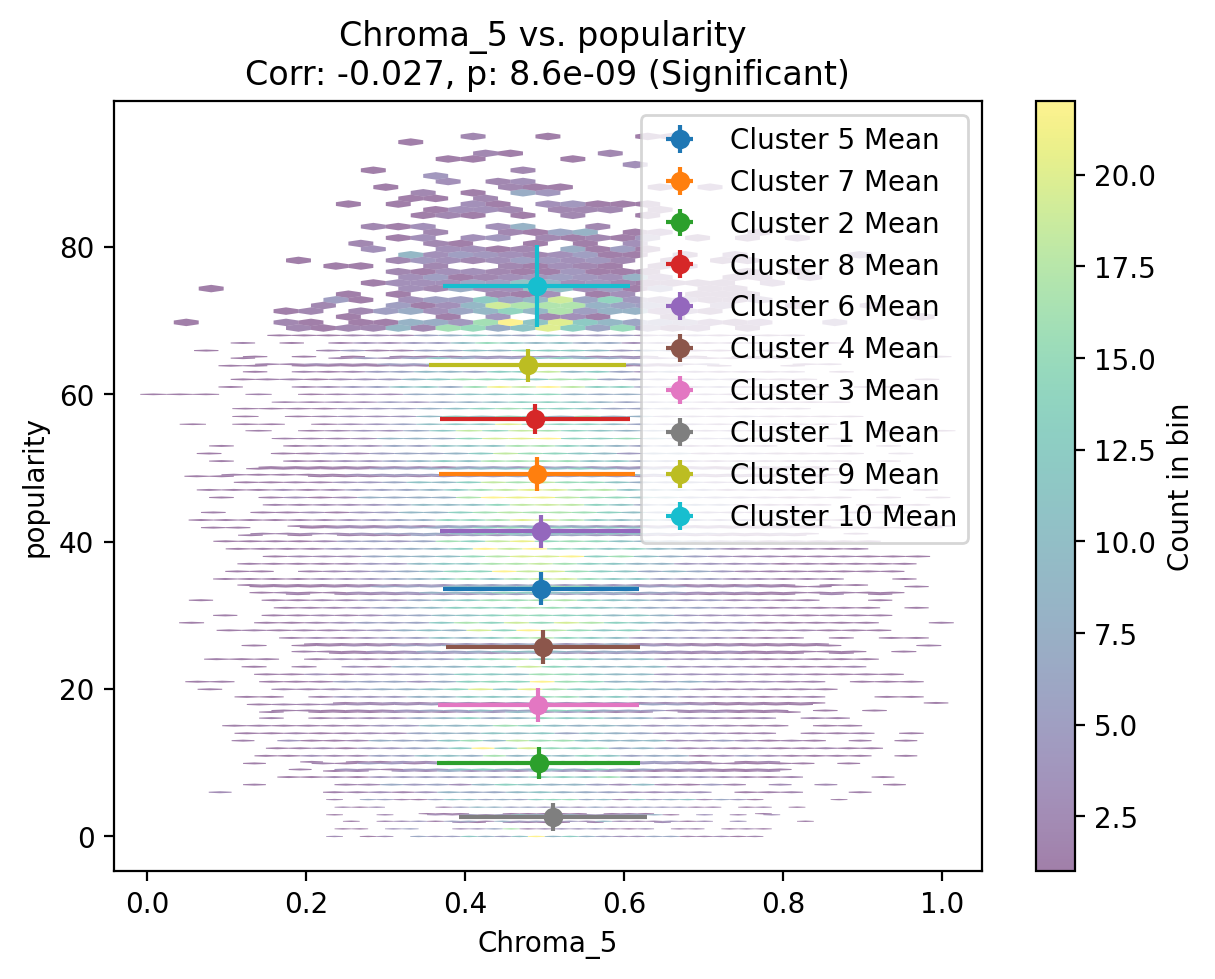 Chroma_5 vs. popularity
Corr: -0.027, p: 8.6e-09 (Significant)
Cluster 5 Mean
Cluster 7 Mean
Cluster 2 Mean
Cluster 8 Mean
Cluster 6 Mean
Cluster 4 Mean
Cluster 3 Mean
Cluster 1 Mean
Cluster 9 Mean
Cluster 10 Mean
popularity
80
60
40
20
0
0.0 0.2 0.4 0.6 0.8 1.0
Chroma_5
20.0
17.5
15.0
12.5
10.0
7.5
5.0
2.5
Count in bin